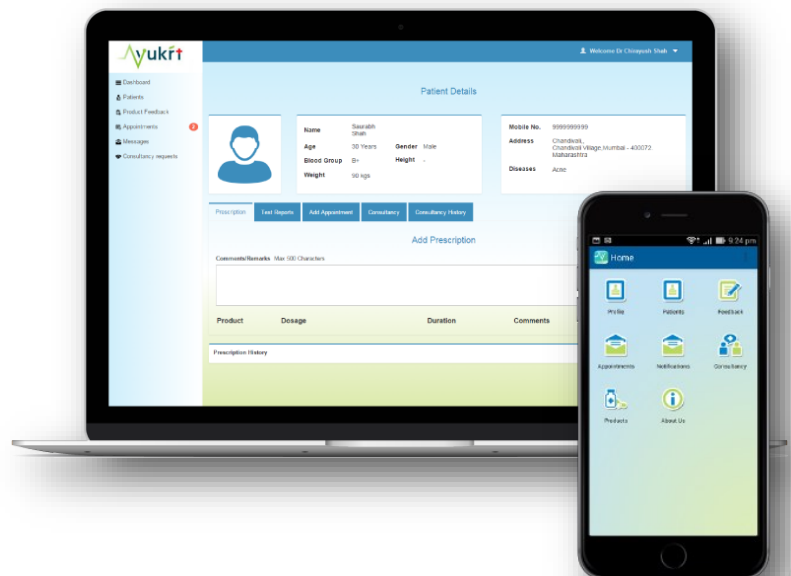 Ayukrt
Welcome Dr Chirayush Shah
Dashboard
Patients
Product Feedback
Appointments
Messages
Consultancy requests
Patient Details
Name Saurabh Shah
Age 30 Years Gender Male
Blood Group B+ Height -
Weight 90 kgs
Mobile No. 9999999999
Address Chandivali,,
Chandivali Village,Mumbai - 400072
Maharashtra
Diseases Acne
Prescription Test Reports Add Appointment Consultancy Consultancy History
Add Prescription
Comments/Remarks Max 500 Characters
Product Dosage Duration Comments
Prescription History
9:24 pm
Home
Profile Patients Feedback
Appointments Notifications Consultancy
Products About Us